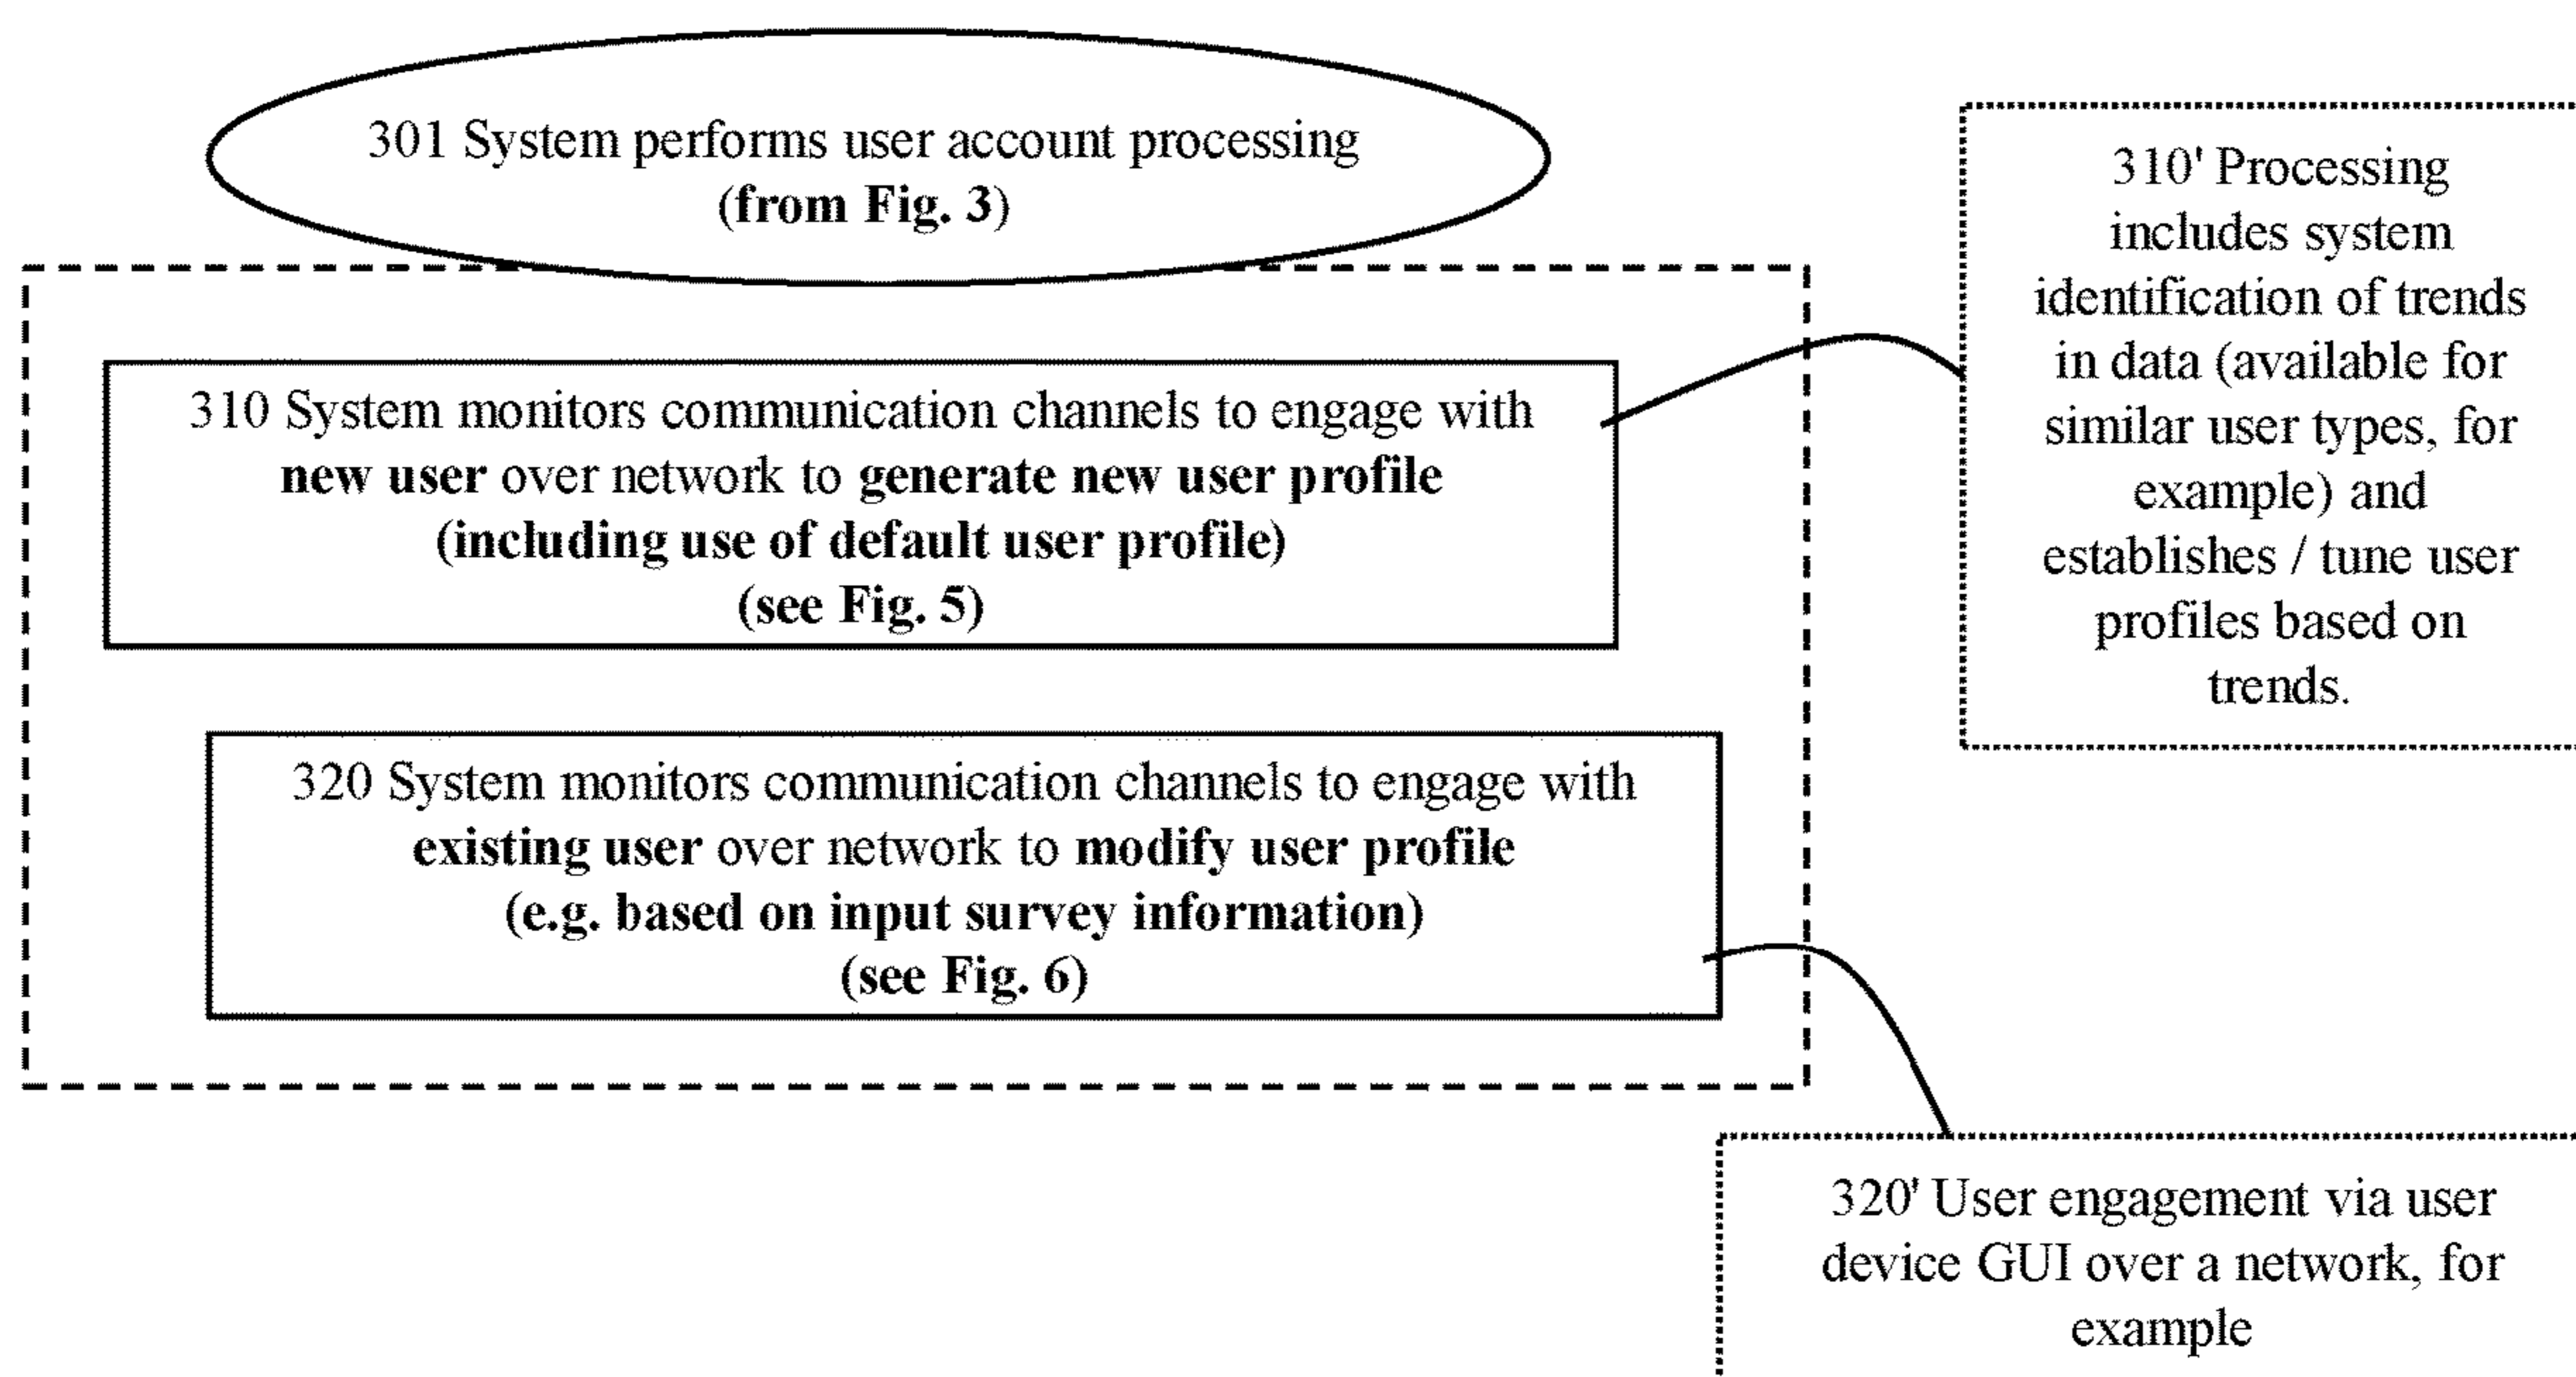 301 System performs user account processing
(from Fig. 3)
310 System monitors communication channels to engage with
new user over network to generate new user profile
(including use of default user profile)
(see Fig. 5)
320 System monitors communication channels to engage with
existing user over network to modify user profile
(e.g. based on input survey information)
(see Fig. 6)
310' Processing
includes system
identification of trends
in data (available for
similar user types, for
example) and
establishes / tune user
profiles based on
trends.
320' User engagement via user
device GUI over a network, for
example